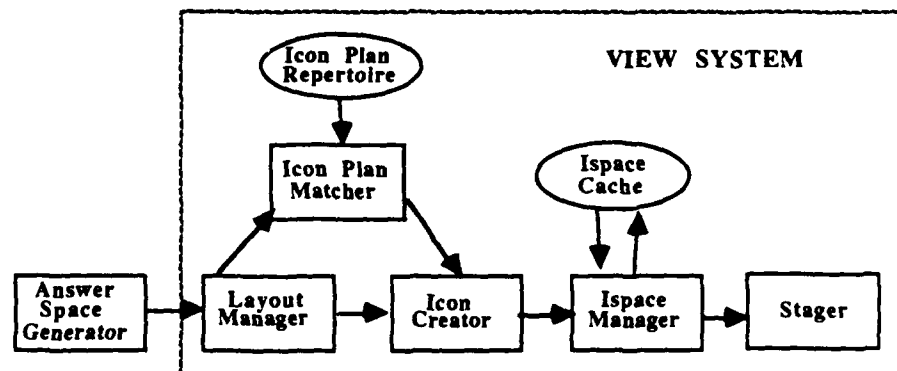 Icon Plan
Repertoire
VIEW SYSTEM
Icon Plan
Matcher
Ispace
Cache
Answer
Space
Generator
Layout
Manager
Icon
Creator
Ispace
Manager
Stager